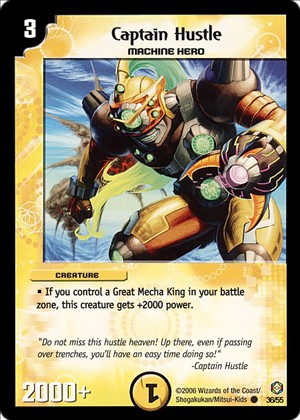 3
Captain Hustle
MACHINE HERO
CREATURE
▪ If you control a Great Mecha King in your battle
zone, this creature gets +2000 power.
"Do not miss this hustle heaven! Up there, even if passing
over trenches, you'll have an easy time doing so!"
-Captain Hustle
2000+
1
©2006 Wizards of the Coast/
Shogakukan/Mitsui-Kids ● 36/55